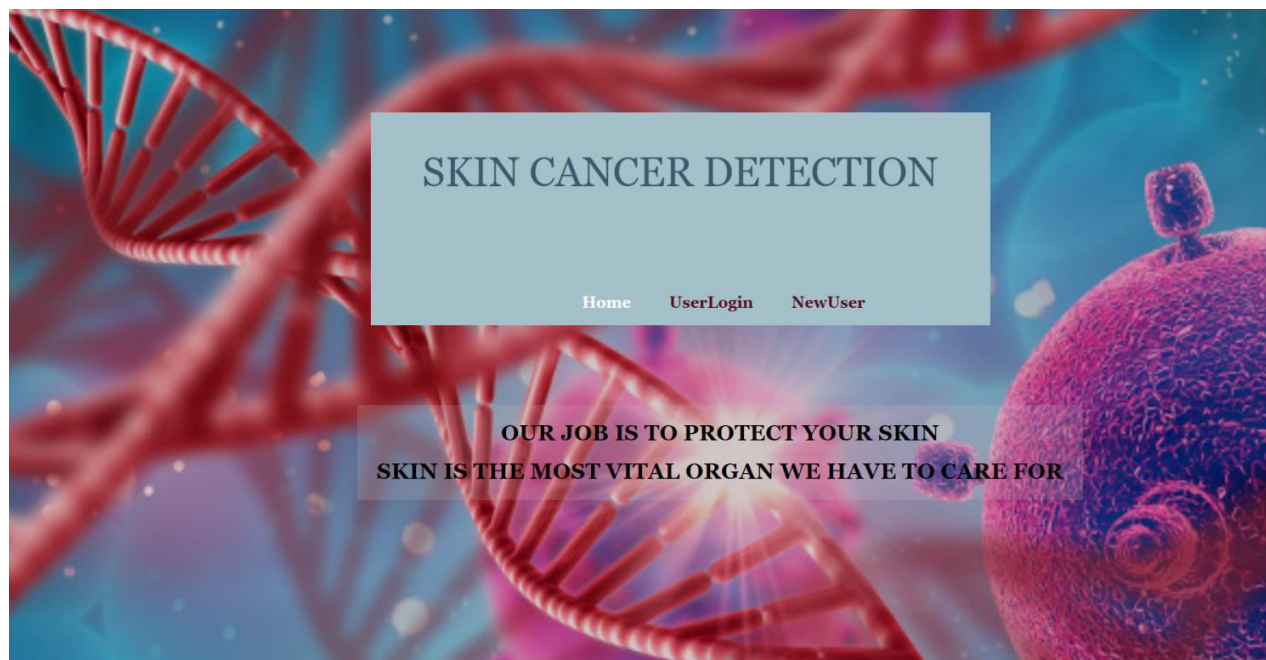 SKIN CANCER DETECTION
Home UserLogin NewUser
OUR JOB IS TO PROTECT YOUR SKIN
SKIN IS THE MOST VITAL ORGAN WE HAVE TO CARE FOR